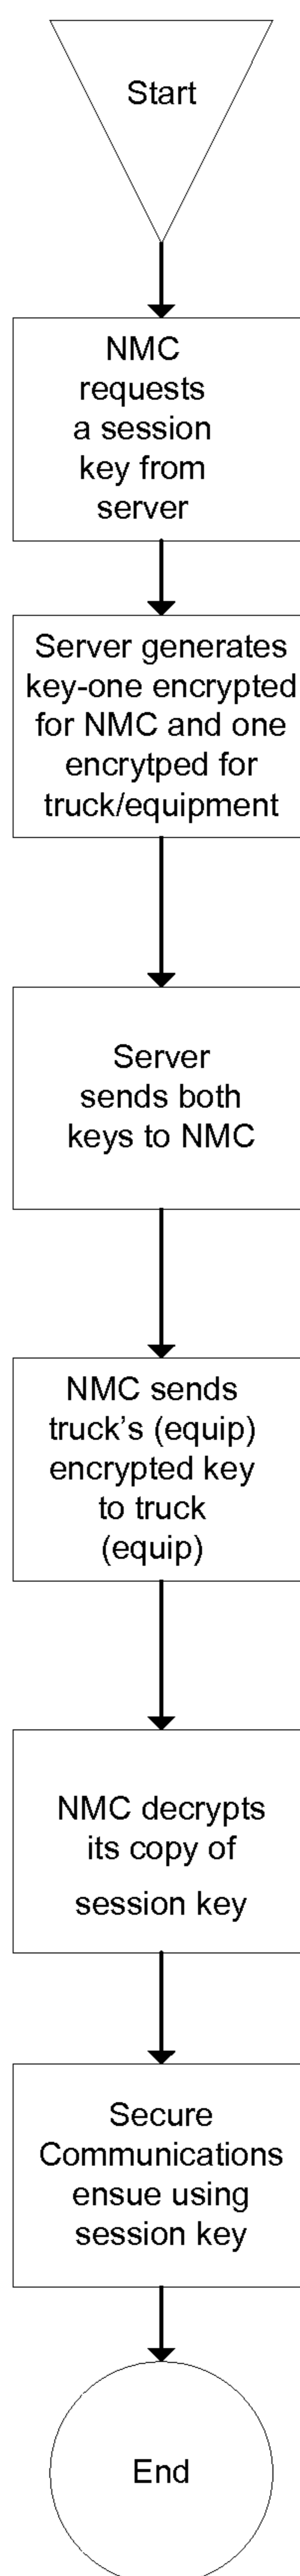 Start
NMC
requests
a session
key from
server
Server generates
key-one encrypted
for NMC and one
encrytped for
truck/equipment
Server
sends both
keys to NMC
NMC sends
truck's (equip)
encrypted key
to truck
(equip)
NMC decrypts
its copy of
session key
Secure
Communications
ensue using
session key
End